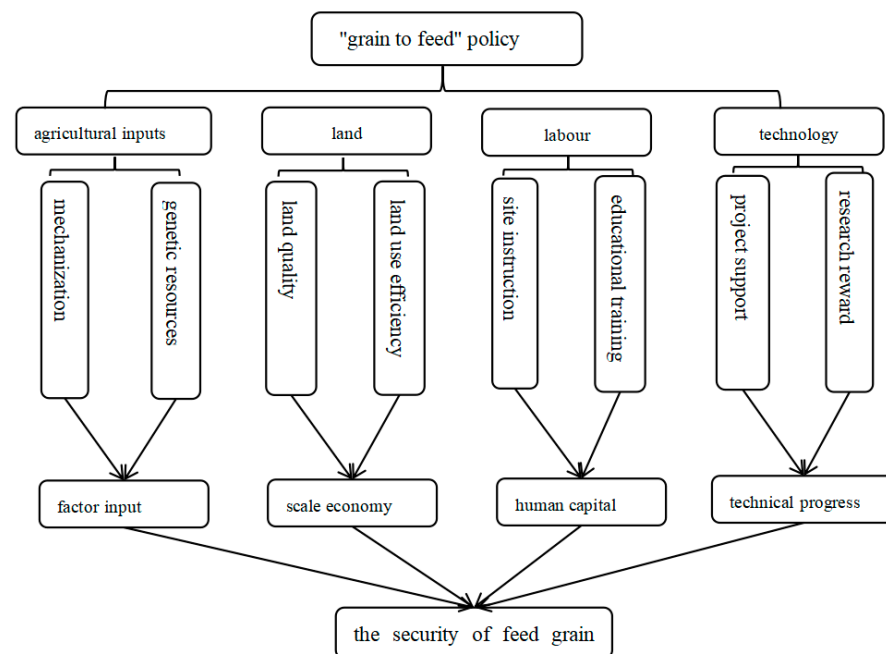 "grain to feed" policy
agricultural inputs
land
labour
technology
mechanization
genetic resources
land quality
land use efficiency
site instruction
educational training
project support
research reward
factor input
scale economy
human capital
technical progress
the security of feed grain